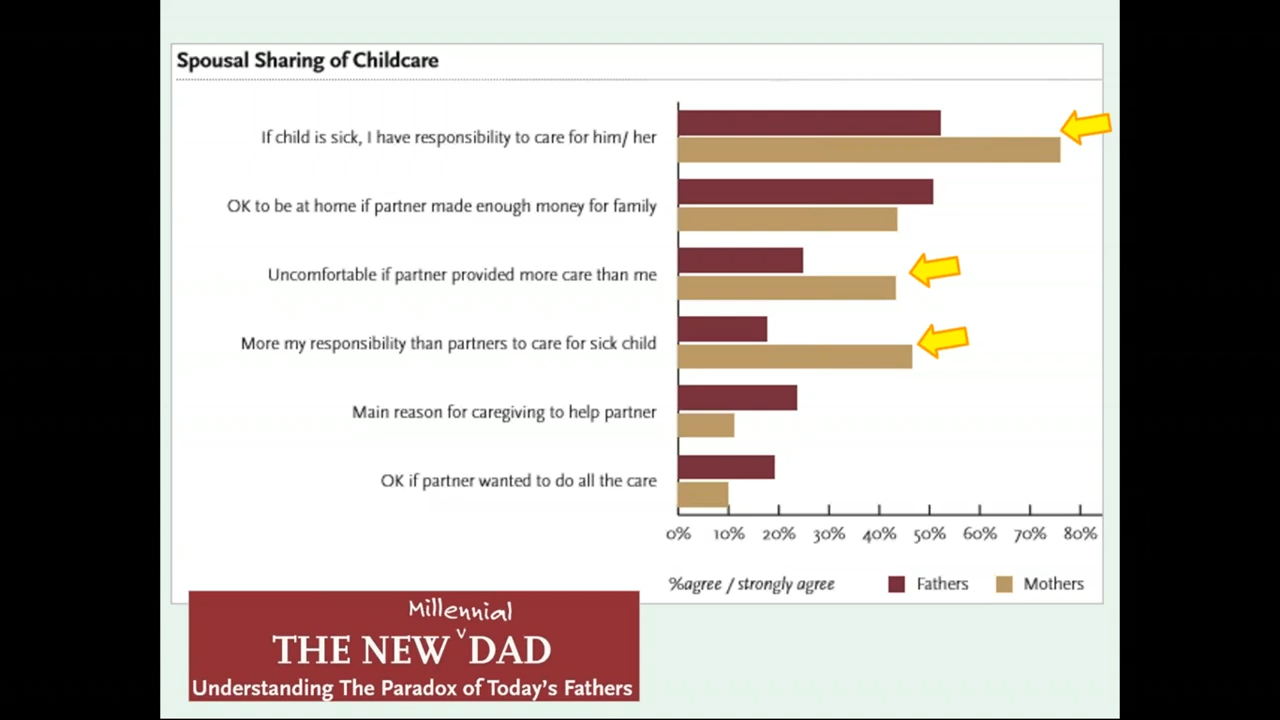 Spousal Sharing of Childcare
If child is sick, I have responsibility to care for him/ her
OK to be at home if partner made enough money for family
Uncomfortable if partner provided more care than me
More my responsibility than partners to care for sick child
Main reason for caregiving to help partner
OK if partner wanted to do all the care
0% 10% 20% 30% 40% 50% 60% 70% 80%
%agree / strongly agree Fathers Mothers
Millennial
THE NEW ˅ DAD
Understanding The Paradox of Today's Fathers